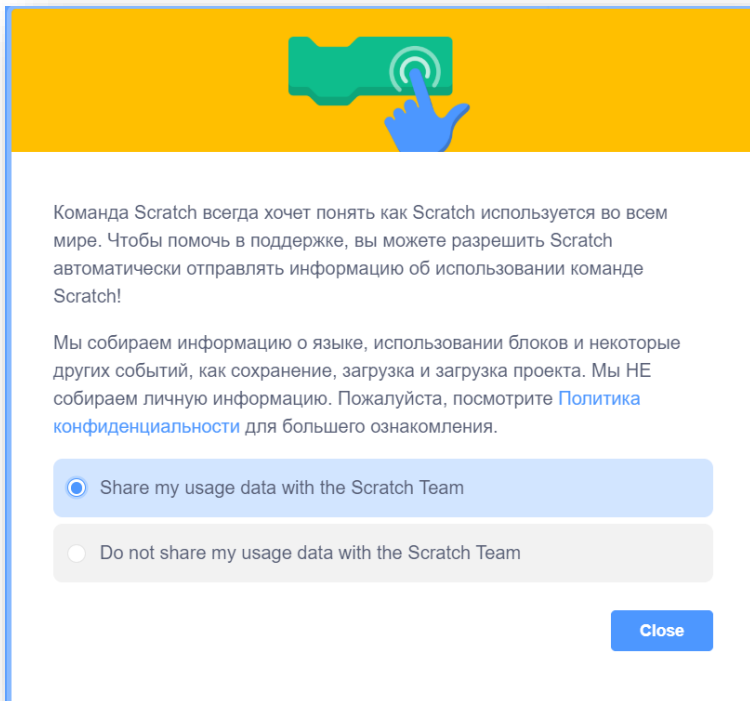 Команда Scratch всегда хочет понять как Scratch используется во всем
мире. Чтобы помочь в поддержке, вы можете разрешить Scratch
автоматически отправлять информацию об использовании команде
Scratch!
Мы собираем информацию о языке, использовании блоков и некоторые
других событий, как сохранение, загрузка и загрузка проекта. Мы НЕ
собираем личную информацию. Пожалуйста, посмотрите Политика
конфиденциальности для большего ознакомления.
Share my usage data with the Scratch Team
Do not share my usage data with the Scratch Team
Close